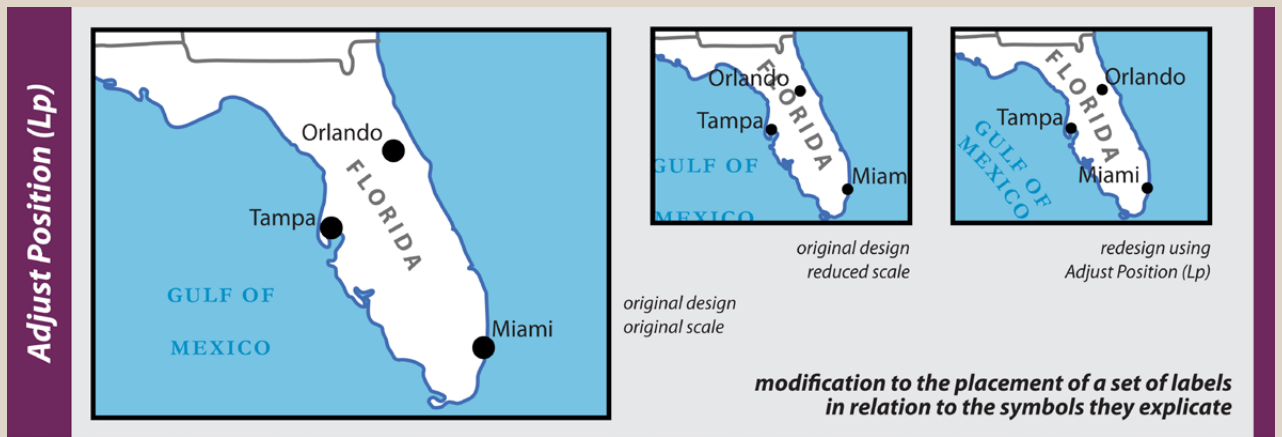 Adjust Position (Lp)
Orlando
FLORIDA
Tampa
GULF OF
MEXICO
Miami
original design
original scale
Orlando
FLORIDA
Tampa
GULF OF
Miam
MEXICO
original design
reduced scale
Orlando
FLORIDA
Tampa
GULF OF
MEXICO
Miami
redesign using
Adjust Position (Lp)
modification to the placement of a set of labels
in relation to the symbols they explicate